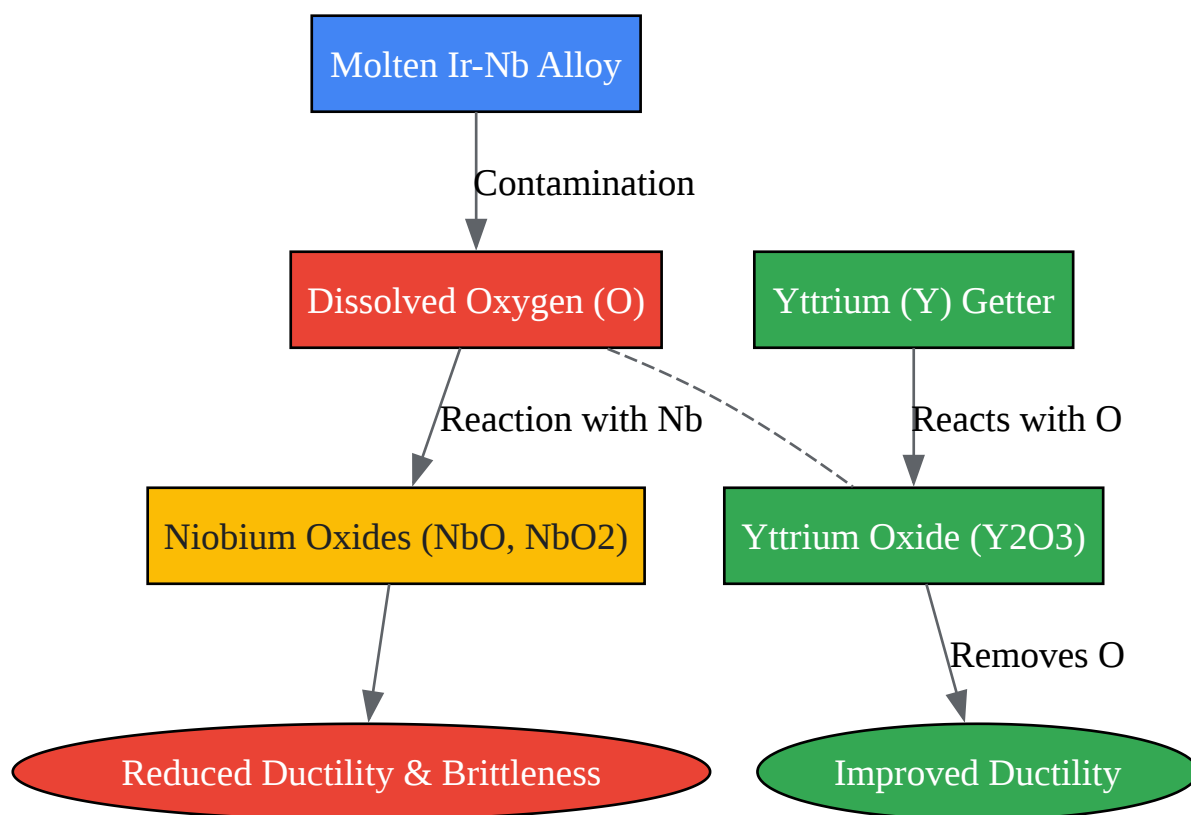 Molten Ir-Nb Alloy
Contamination
Dissolved Oxygen (O)
Yttrium (Y) Getter
Reaction with Nb
Reacts with O
Niobium Oxides (NbO, NbO2)
Yttrium Oxide (Y2O3)
Removes O
Reduced Ductility & Brittleness
Improved Ductility